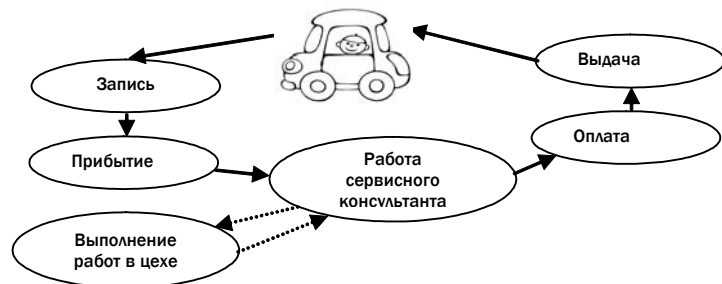 Запись
Прибытие
Выполнение
работ в цехе
Работа
сервисного
консультанта
Оплата
Выдача